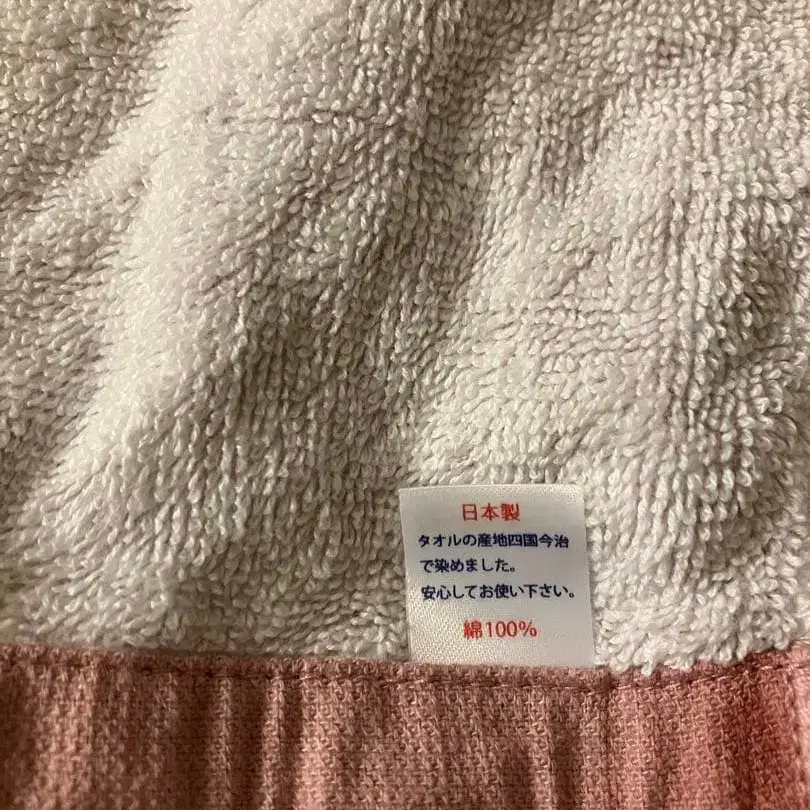 日本製
タオルの産地四国今治
で染めました。
安心してお使い下さい。
綿100%